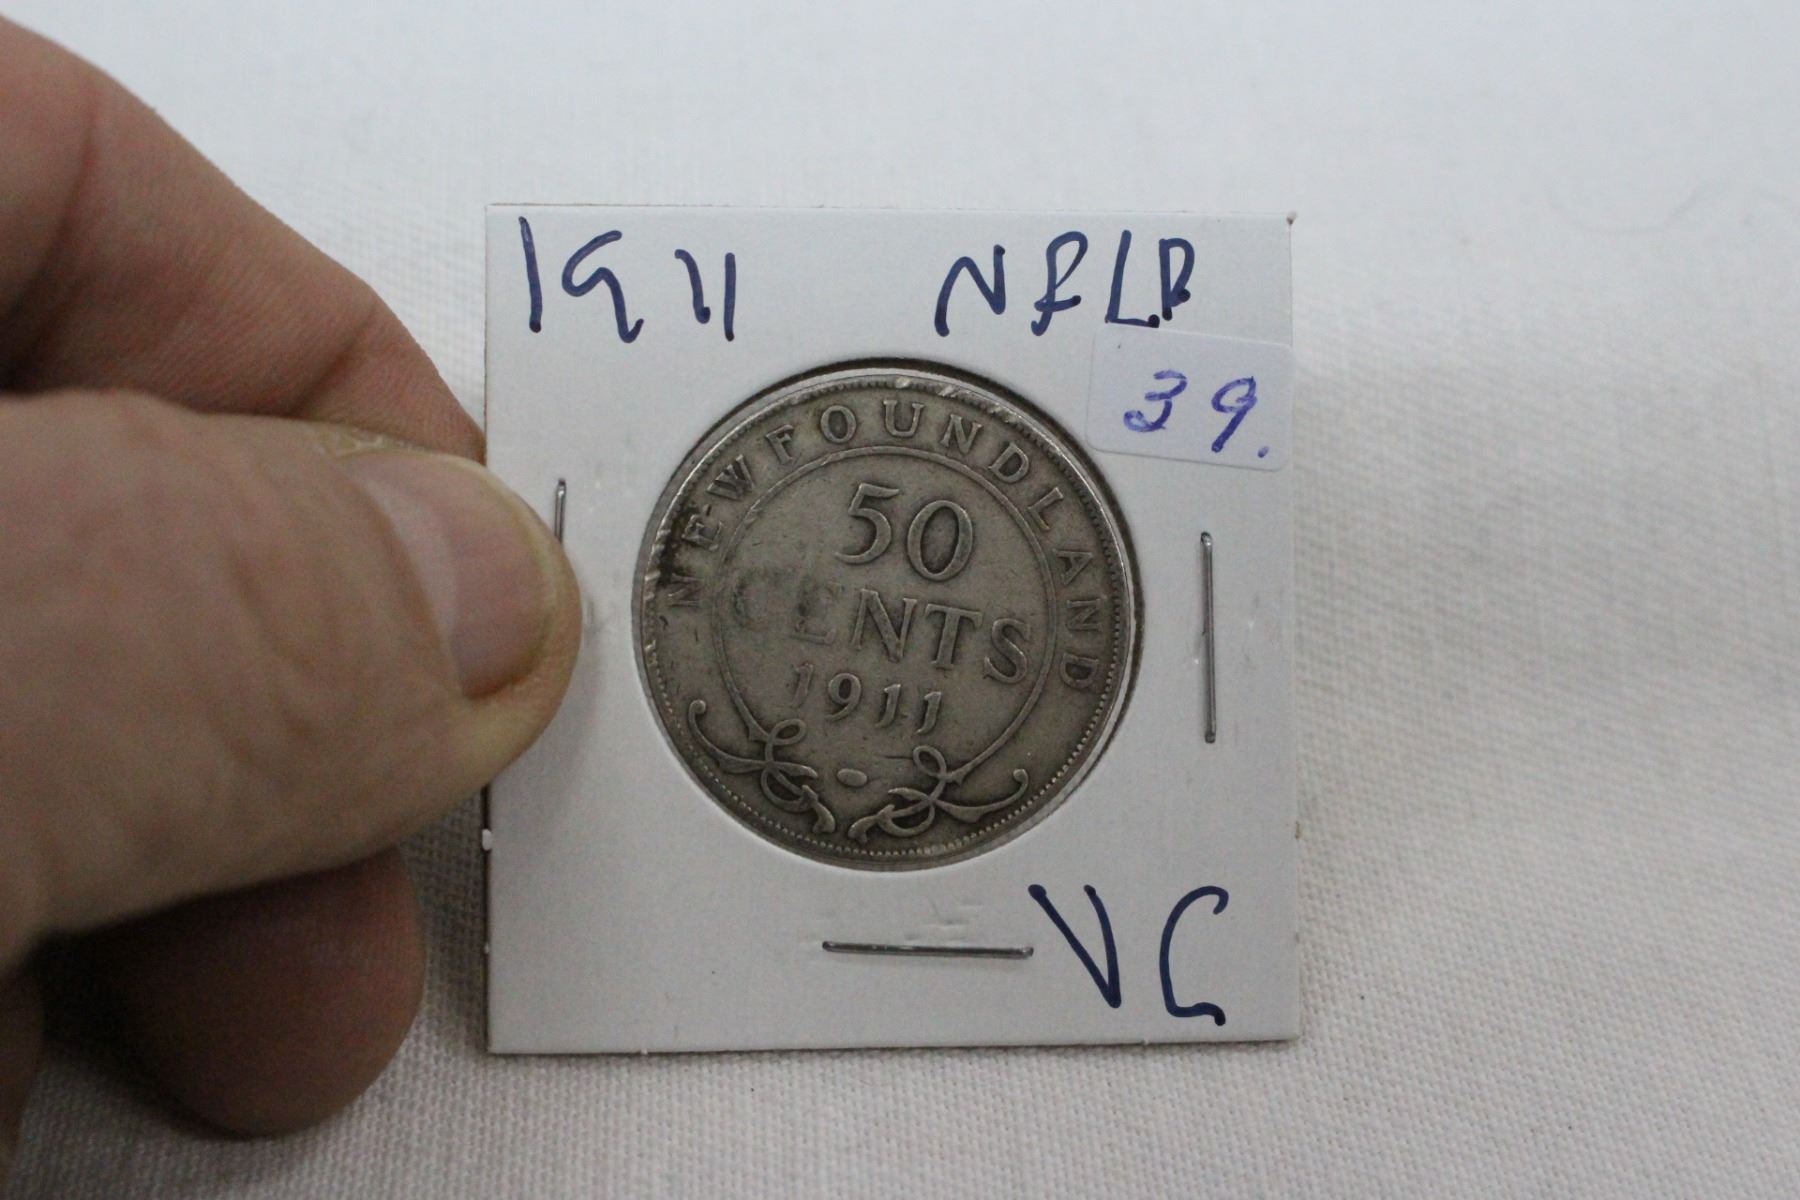 1911 NFLD
39.
NEWFOUNDLAND
50
CENTS
1911
VG